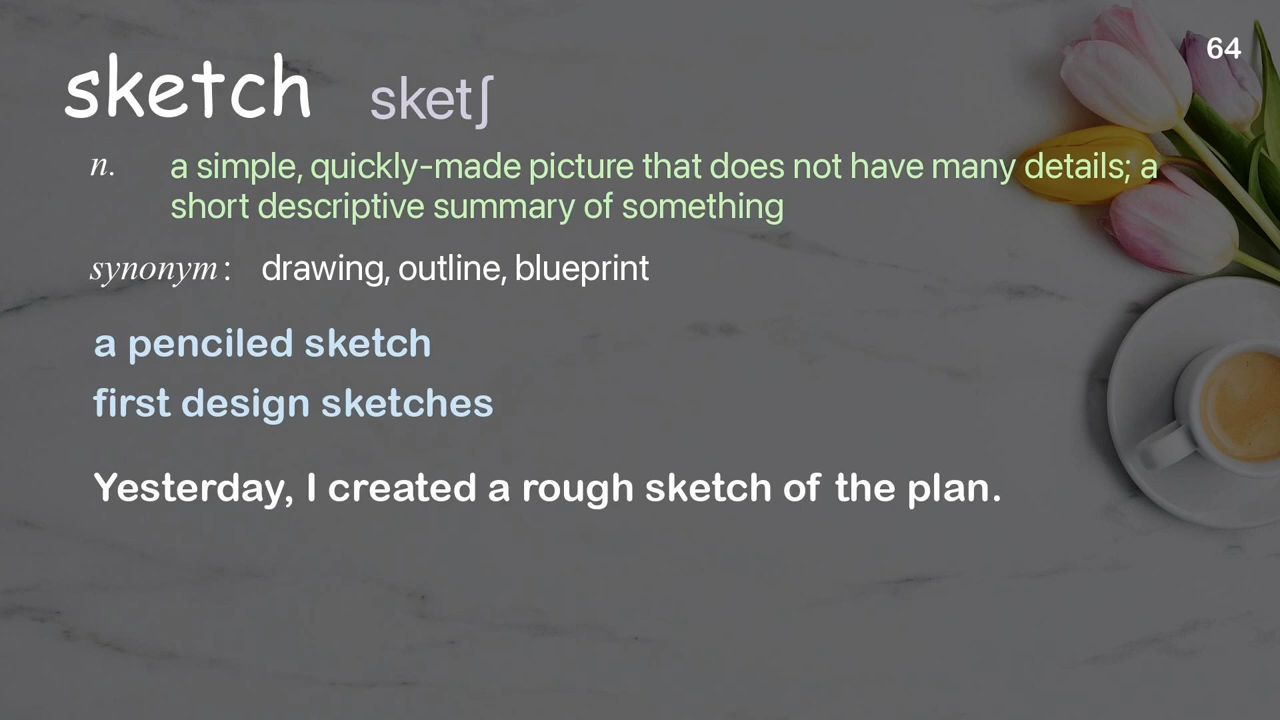 64
sketch sketʃ
n. a simple, quickly-made picture that does not have many details; a
short descriptive summary of something
synonym: drawing, outline, blueprint
a penciled sketch
first design sketches
Yesterday, I created a rough sketch of the plan.